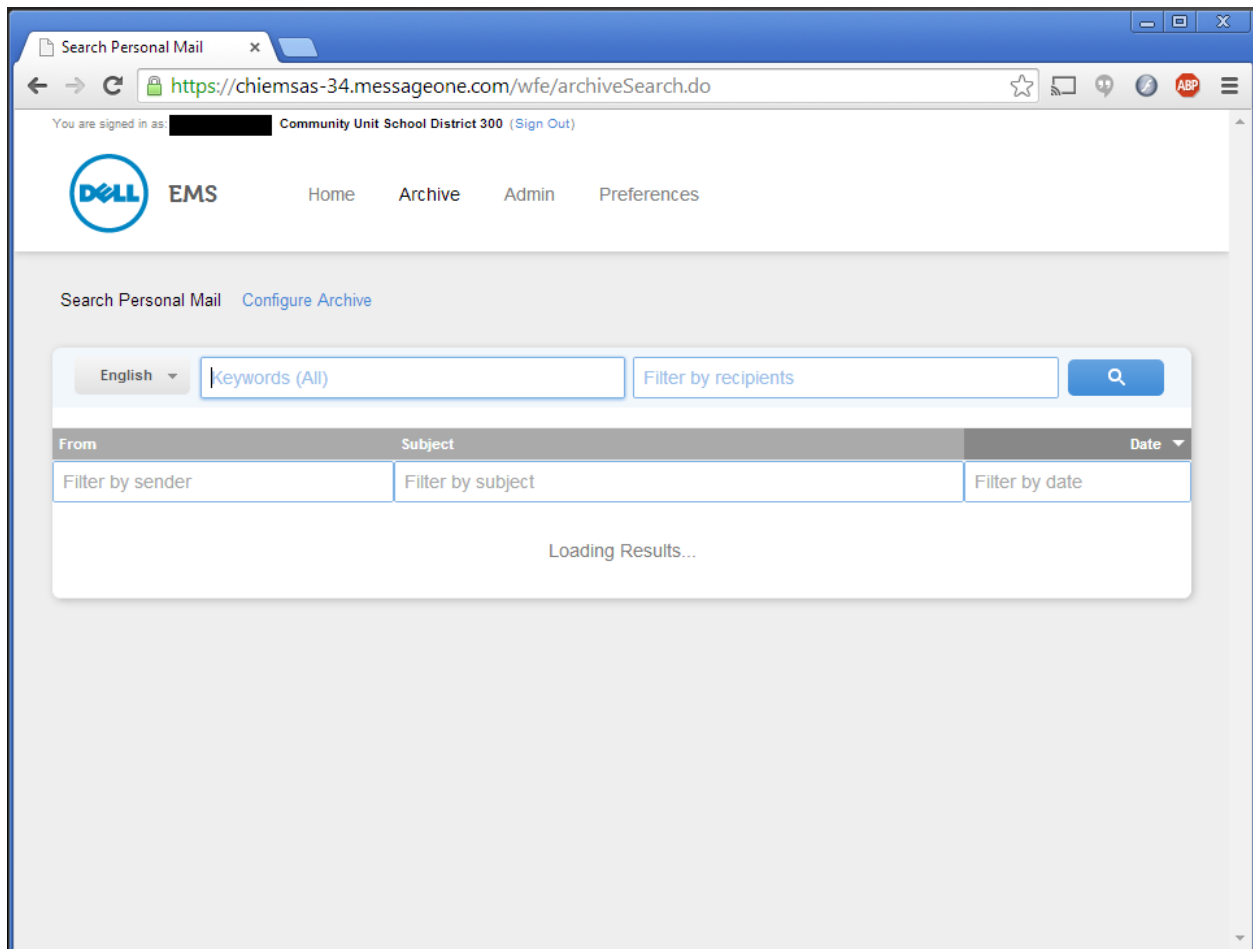 Search Personal Mail
https://chiemsas-34.messageone.com/wfe/archiveSearch.do
ABP
You are signed in as: Community Unit School District 300 (Sign Out)
DELL EMS Home Archive Admin Preferences
Search Personal Mail Configure Archive
English Keywords (All) Filter by recipients
From Subject Date
Filter by sender Filter by subject Filter by date
Loading Results...